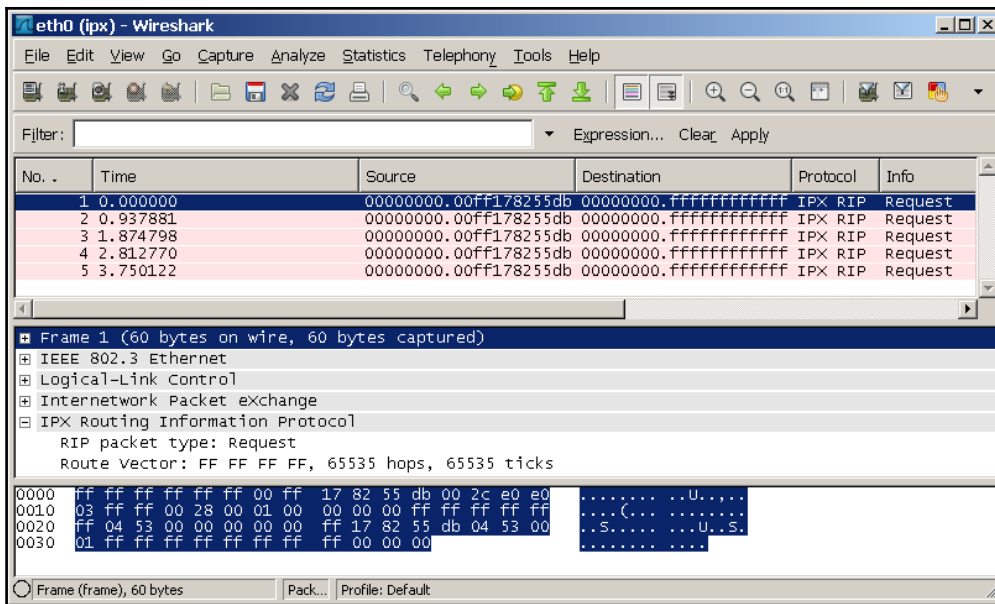 eth0 (ipx) - Wireshark
File Edit View Go Capture Analyze Statistics Telephony Tools Help
Filter: Expression... Clear Apply
No. . Time Source Destination Protocol Info
1 0.000000 00000000.00ff178255db 00000000.ffffffffffff IPX RIP Request
2 0.937881 00000000.00ff178255db 00000000.ffffffffffff IPX RIP Request
3 1.874798 00000000.00ff178255db 00000000.ffffffffffff IPX RIP Request
4 2.812770 00000000.00ff178255db 00000000.ffffffffffff IPX RIP Request
5 3.750122 00000000.00ff178255db 00000000.ffffffffffff IPX RIP Request
Frame 1 (60 bytes on wire, 60 bytes captured)
IEEE 802.3 Ethernet
Logical-Link Control
Internetwork Packet eXchange
IPX Routing Information Protocol
RIP packet type: Request
Route Vector: FF FF FF FF, 65535 hops, 65535 ticks
0000 ff ff ff ff ff ff 00 ff 17 82 55 db 00 2c e0 e0 ........ ..U..,..
0010 03 ff ff 00 28 00 01 00 00 00 00 ff ff ff ff ff ....(... ........
0020 ff 04 53 00 00 00 00 00 ff 17 82 55 db 04 53 00 ..S..... ...U..S.
0030 01 ff ff ff ff ff ff ff ff 00 00 00 ........ ....
Frame (frame), 60 bytes Pack... Profile: Default